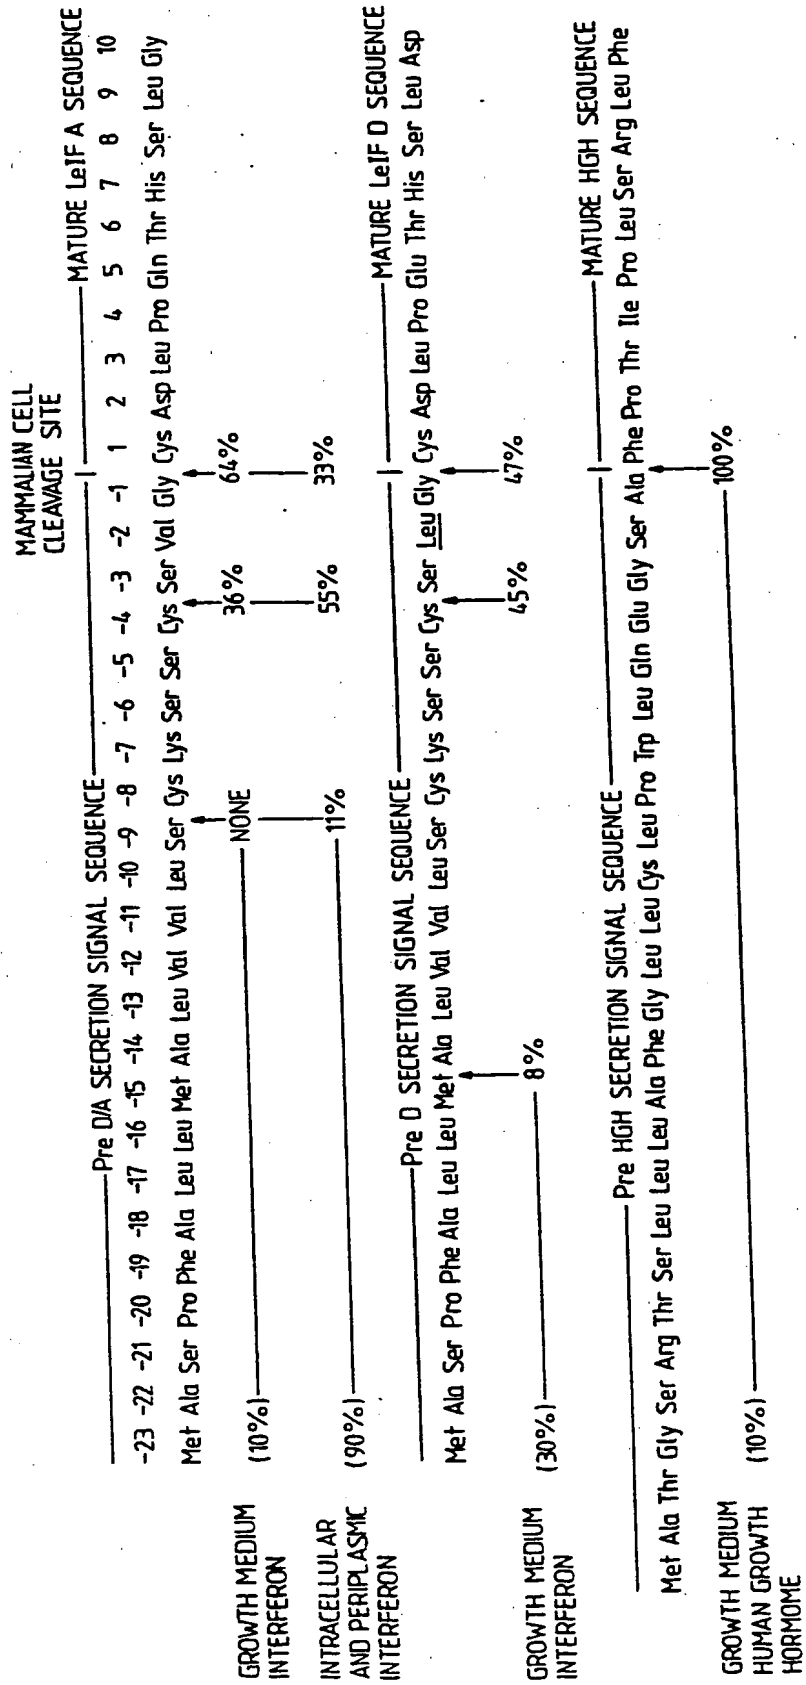 MAMMALIAN CELL
CLEAVAGE SITE
Pre D/A SECRETION SIGNAL SEQUENCE
MATURE LeIF A SEQUENCE
-23 -22 -21 -20 -19 -18 -17 -16 -15 -14 -13 -12 -11 -10 -9 -8 -7 -6 -5 -4 -3 -2 -1 1 2 3 4 5 6 7 8 9 10
Met Ala Ser Pro Phe Ala Leu Leu Met Ala Leu Val Val Leu Ser Cys Lys Ser Ser Cys Ser Val Gly Cys Asp Leu Pro Gln Thr His Ser Leu Gly
GROWTH MEDIUM
INTERFERON
(10%) NONE 36% 64%
INTRACELLULAR
AND PERIPLASMIC
INTERFERON
(90%) 11% 55% 33%
Pre D SECRETION SIGNAL SEQUENCE
MATURE LeIF D SEQUENCE
Met Ala Ser Pro Phe Ala Leu Leu Met Ala Leu Val Val Leu Ser Cys Lys Ser Ser Cys Ser Leu Gly Cys Asp Leu Pro Glu Thr His Ser Leu Asp
GROWTH MEDIUM
INTERFERON
(30%) 8% 45% 47%
Pre HGH SECRETION SIGNAL SEQUENCE
MATURE HGH SEQUENCE
Met Ala Thr Gly Ser Arg Thr Ser Leu Leu Leu Ala Phe Gly Leu Leu Cys Leu Pro Trp Leu Gln Glu Gly Ser Ala Phe Pro Thr Ile Pro Leu Ser Arg Leu Phe
GROWTH MEDIUM
HUMAN GROWTH
HORMOME
(10%) 100%